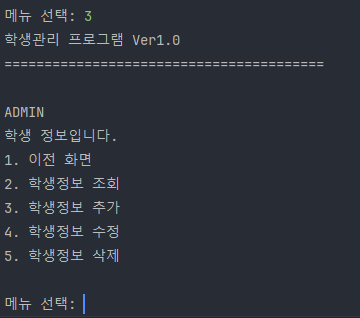 메뉴 선택: 3
학생관리 프로그램 Ver1.0
========================================
ADMIN
학생 정보입니다.
1. 이전 화면
2. 학생정보 조회
3. 학생정보 추가
4. 학생정보 수정
5. 학생정보 삭제
메뉴 선택: